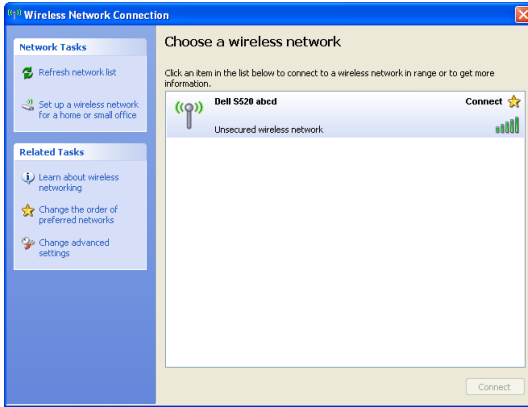 Wireless Network Connection
Network Tasks
Refresh network list
Set up a wireless network
for a home or small office
Related Tasks
Learn about wireless
networking
Change the order of
preferred networks
Change advanced
settings
Choose a wireless network
Click an item in the list below to connect to a wireless network in range or to get more
information.
Dell S520 abcd
Connect
Unsecured wireless network
Connect